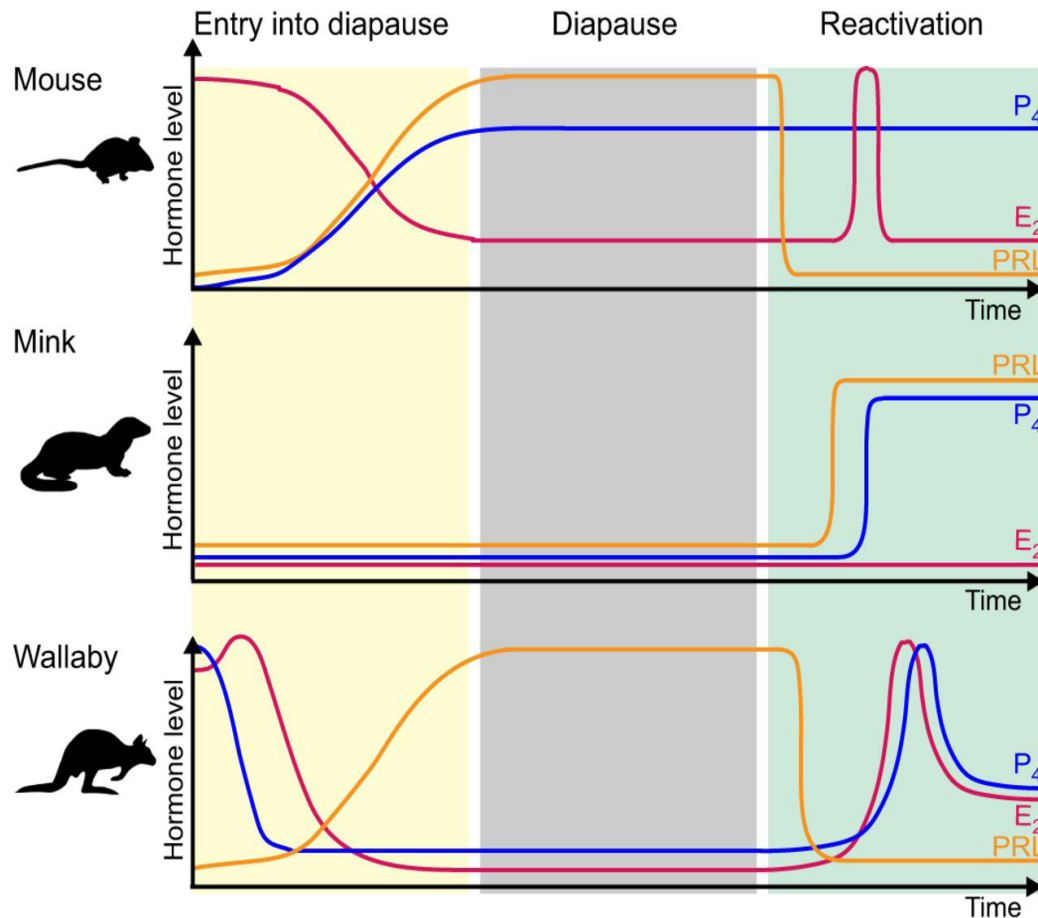 Entry into diapause Diapause Reactivation
Mouse
Hormone level
P4
E2
PRL
Time
Mink
Hormone level
PRL
P4
E2
Time
Wallaby
Hormone level
P4
E2
PRL
Time